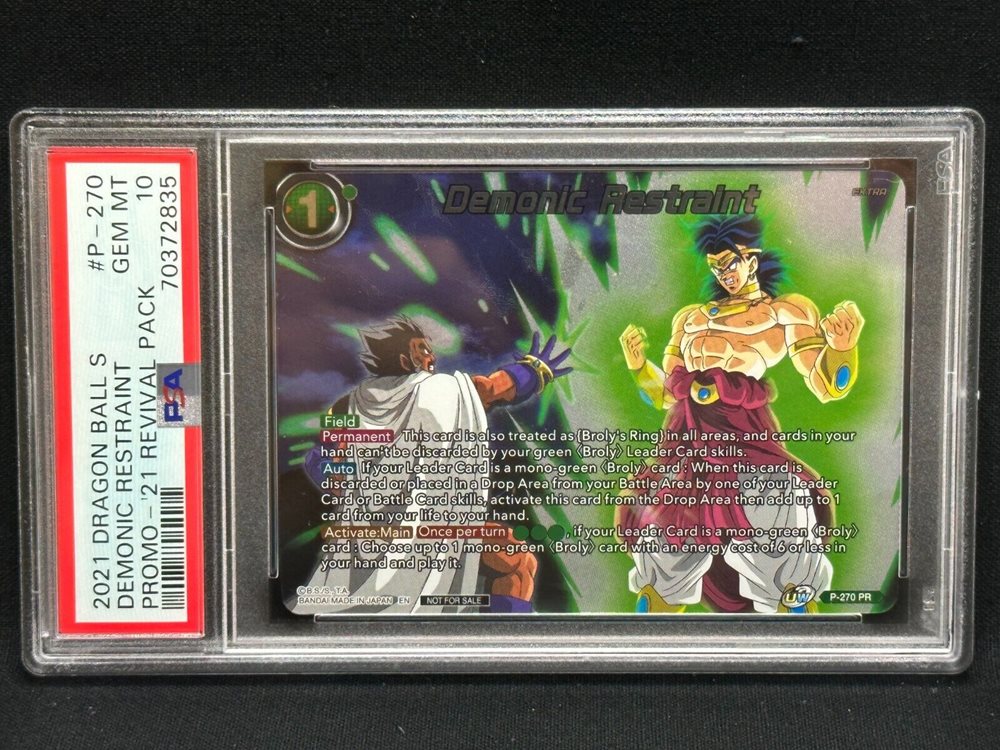 2021 DRAGON BALL S #P-270
DEMONIC RESTRAINT GEM MT
PROMO-'21 REVIVAL PACK 10
70372835
PSA
PSA
1
Demonic Restraint
EXTRA
Field
Permanent This card is also treated as {Broly's Ring} in all areas, and cards in your
hand can't be discarded by your green 《Broly》 Leader Card skills.
Auto If your Leader Card is a mono-green 《Broly》 card : When this card is
discarded or placed in a Drop Area from your Battle Area by one of your Leader
Card or Battle Card skills, activate this card from the Drop Area then add up to 1
card from your life to your hand.
Activate:Main Once per turn , if your Leader Card is a mono-green 《Broly》
card : Choose up to 1 mono-green 《Broly》 card with an energy cost of 6 or less in
your hand and play it.
©B.S./S.,T.A.
BANDAI MADE IN JAPAN EN NOT FOR SALE
UW
P-270 PR